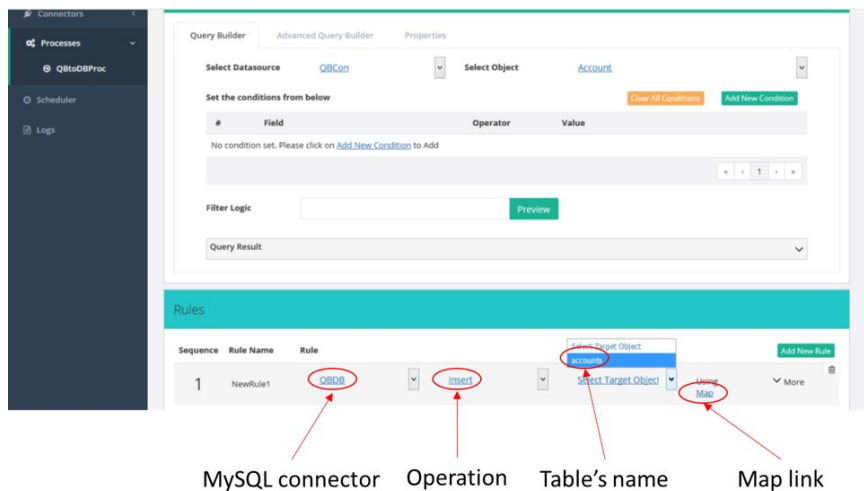 Connectors
Processes
QBtoDBProc
Scheduler
Logs
Query Builder Advanced Query Builder Properties
Select Datasource QBCon Select Object Account
Set the conditions from below Clear All Conditions Add New Condition
# Field Operator Value
No condition set. Please click on Add New Condition to Add
« ‹ 1 › »
Filter Logic Preview
Query Result
Rules
Sequence Rule Name Rule Select Target Object Add New Rule
accounts
1 NewRule1 QBDB Insert Select Target Object Using More
Map
MySQL connector Operation Table's name Map link